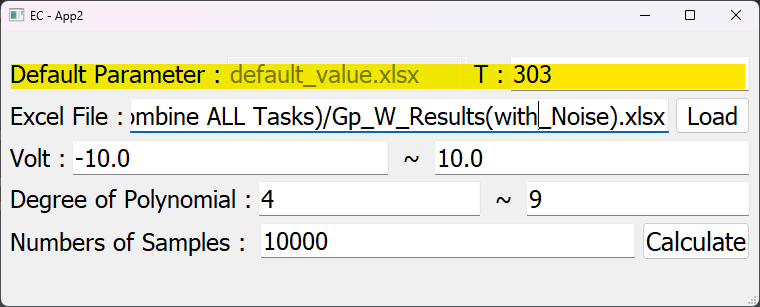 EC - App2
Default Parameter : default_value.xlsx T : 303
Excel File : ombine ALL Tasks)/Gp_W_Results(with_Noise).xlsx Load
Volt : -10.0 ~ 10.0
Degree of Polynomial : 4 ~ 9
Numbers of Samples : 10000 Calculate